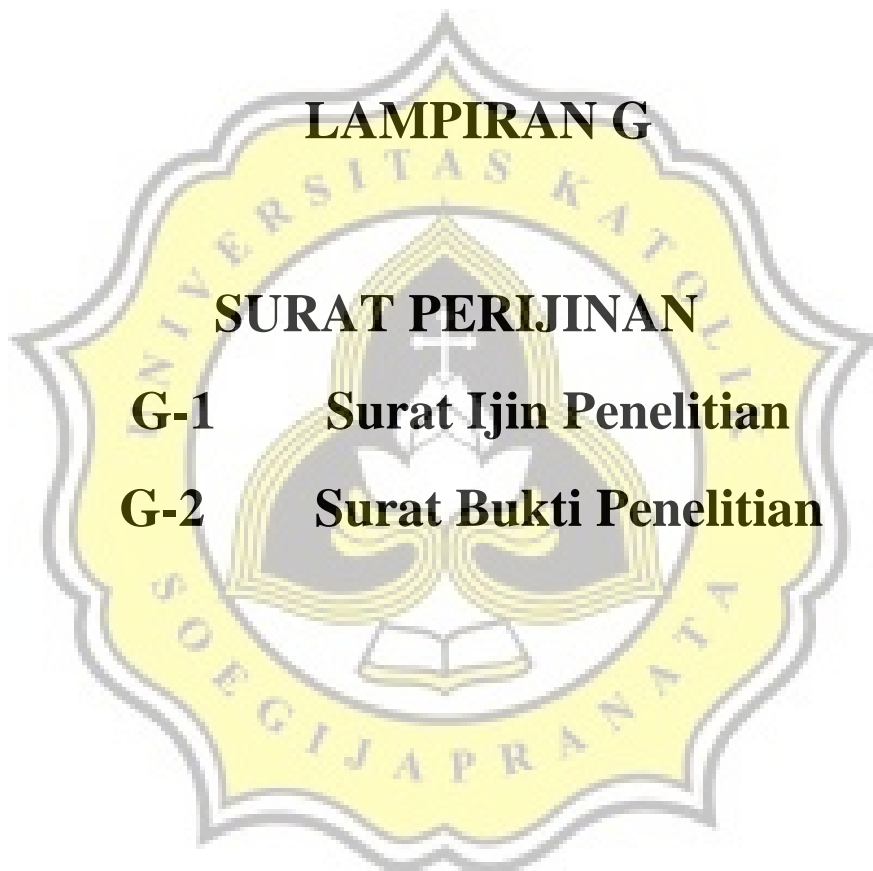 LAMPIRAN G
UNIVERSITAS KATOLIK
SURAT PERIJINAN
G-1 Surat Ijin Penelitian
G-2 Surat Bukti Penelitian
SOEGIJAPRANATA